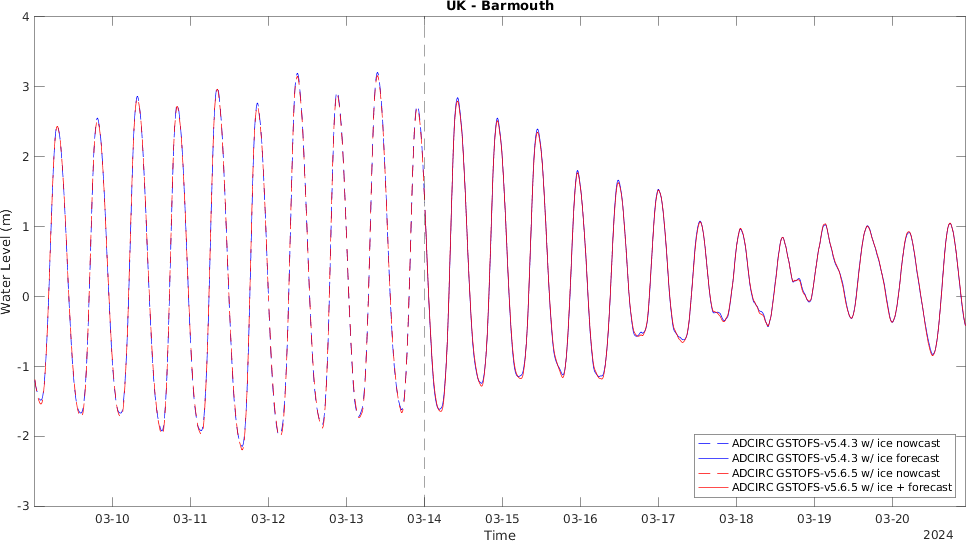 UK - Barmouth
4
3
2
1
0
-1
-2
-3
Water Level (m)
03-10 03-11 03-12 03-13 03-14 03-15 03-16 03-17 03-18 03-19 03-20
Time
2024
ADCIRC GSTOFS-v5.4.3 w/ ice nowcast
ADCIRC GSTOFS-v5.4.3 w/ ice forecast
ADCIRC GSTOFS-v5.6.5 w/ ice nowcast
ADCIRC GSTOFS-v5.6.5 w/ ice + forecast